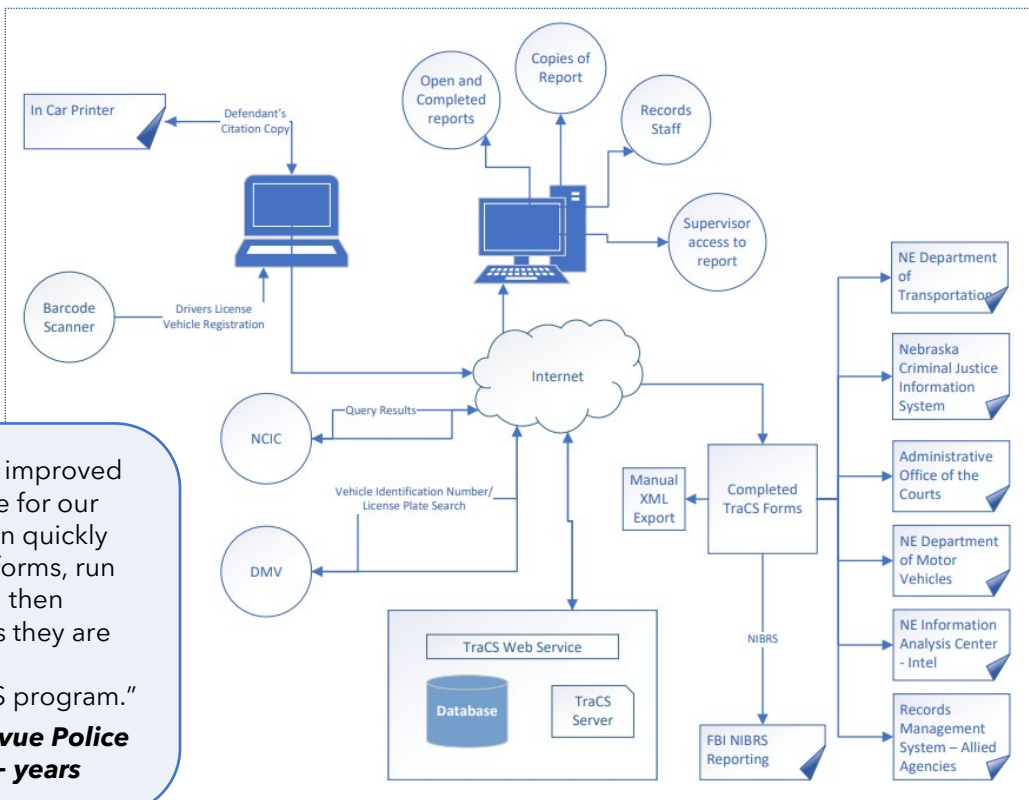 In Car Printer
Defendant's
Citation Copy
Open and
Completed
reports
Copies of
Report
Records
Staff
Supervisor
access to
report
Barcode
Scanner
Drivers License
Vehicle Registration
Internet
NCIC
Query Results
DMV
Vehicle Identification Number/
License Plate Search
TraCS Web Service
Database
TraCS
Server
Manual
XML
Export
Completed
TraCS Forms
NIBRS
FBI NIBRS
Reporting
NE Department
of
Transportation
Nebraska
Criminal Justice
Information
System
Administrative
Office of the
Courts
NE Department
of Motor
Vehicles
NE Information
Analysis Center
- Intel
Records
Management
System – Allied
Agencies
improved
e for our
n quickly
forms, run
then
s they are
S program.”
vue Police
- years